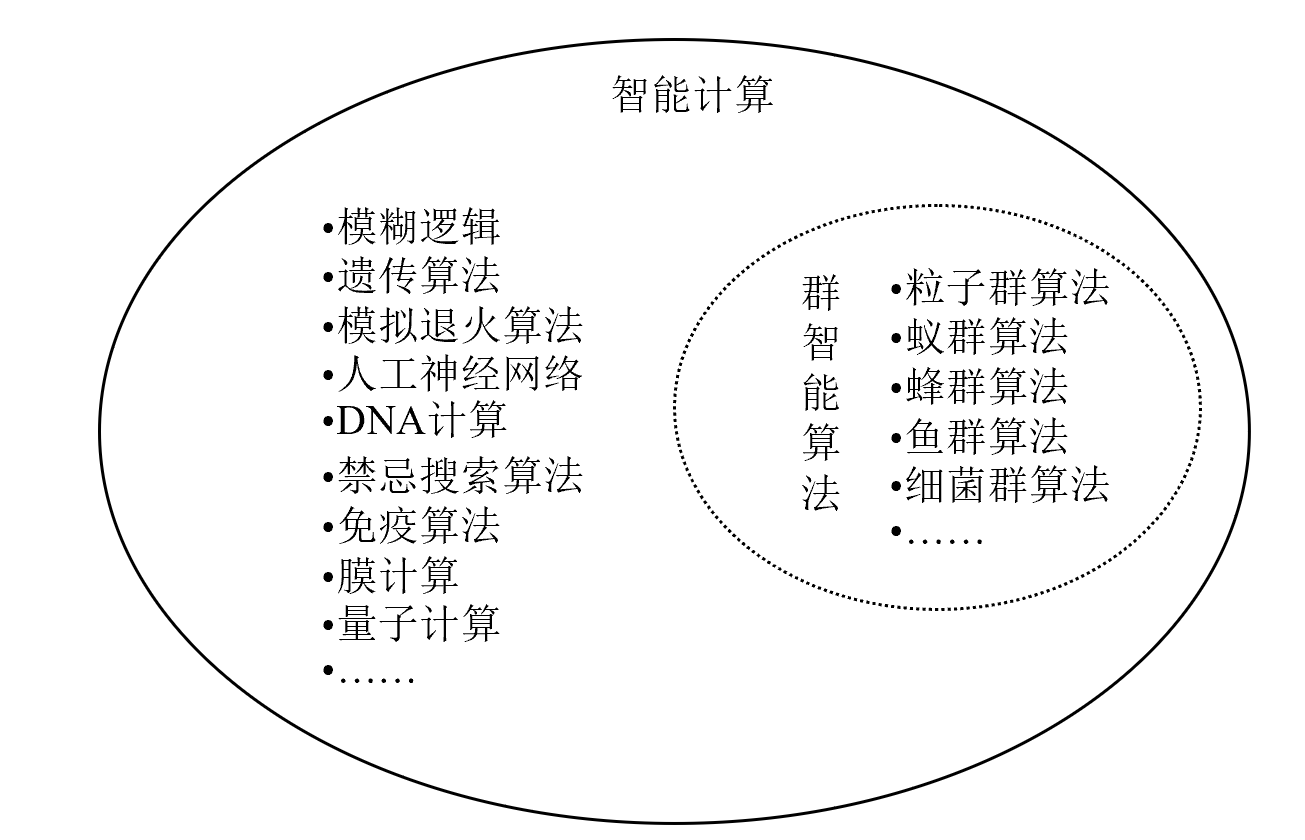 智能计算
•模糊逻辑
•遗传算法
•模拟退火算法
•人工神经网络
•DNA计算
•禁忌搜索算法
•免疫算法
•膜计算
•量子计算
•……
群智能算法
•粒子群算法
•蚁群算法
•蜂群算法
•鱼群算法
•细菌群算法
•……